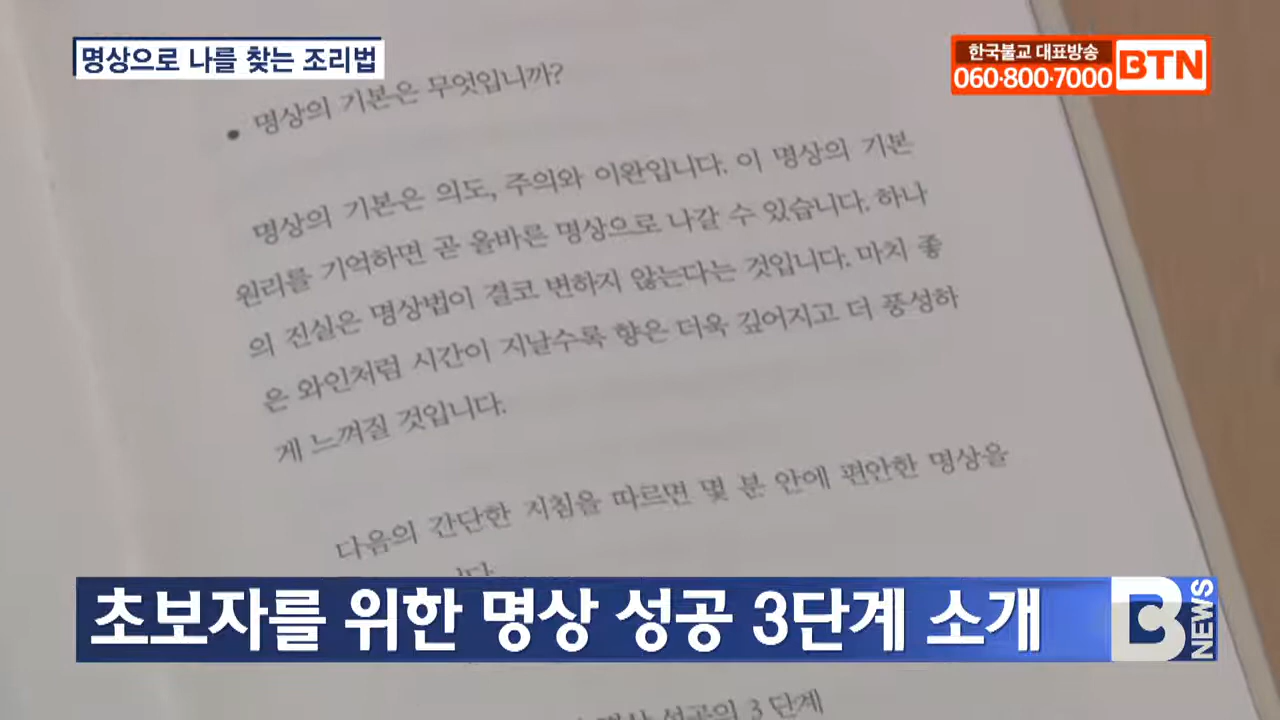 명상으로 나를 찾는 조리법
한국불교 대표방송
060·800·7000
BTN
• 명상의 기본은 무엇입니까?
명상의 기본은 의도, 주의와 이완입니다. 이 명상의 기본
원리를 기억하면 곧 올바른 명상으로 나갈 수 있습니다. 하나
의 진실은 명상법이 결코 변하지 않는다는 것입니다. 마치 좋
은 와인처럼 시간이 지날수록 향은 더욱 깊어지고 더 풍성하
게 느껴질 것입니다.
다음의 간단한 지침을 따르면 몇 분 안에 편안한 명상을
초보자를 위한 명상 성공 3단계 소개
B NEWS
명상 성공의 3 단계